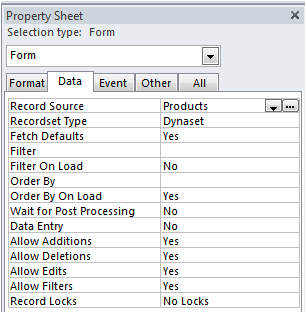 Property Sheet
Selection type: Form
Form
Format Data Event Other All
Record Source Products
Recordset Type Dynaset
Fetch Defaults Yes
Filter
Filter On Load No
Order By
Order By On Load Yes
Wait for Post Processing No
Data Entry No
Allow Additions Yes
Allow Deletions Yes
Allow Edits Yes
Allow Filters Yes
Record Locks No Locks